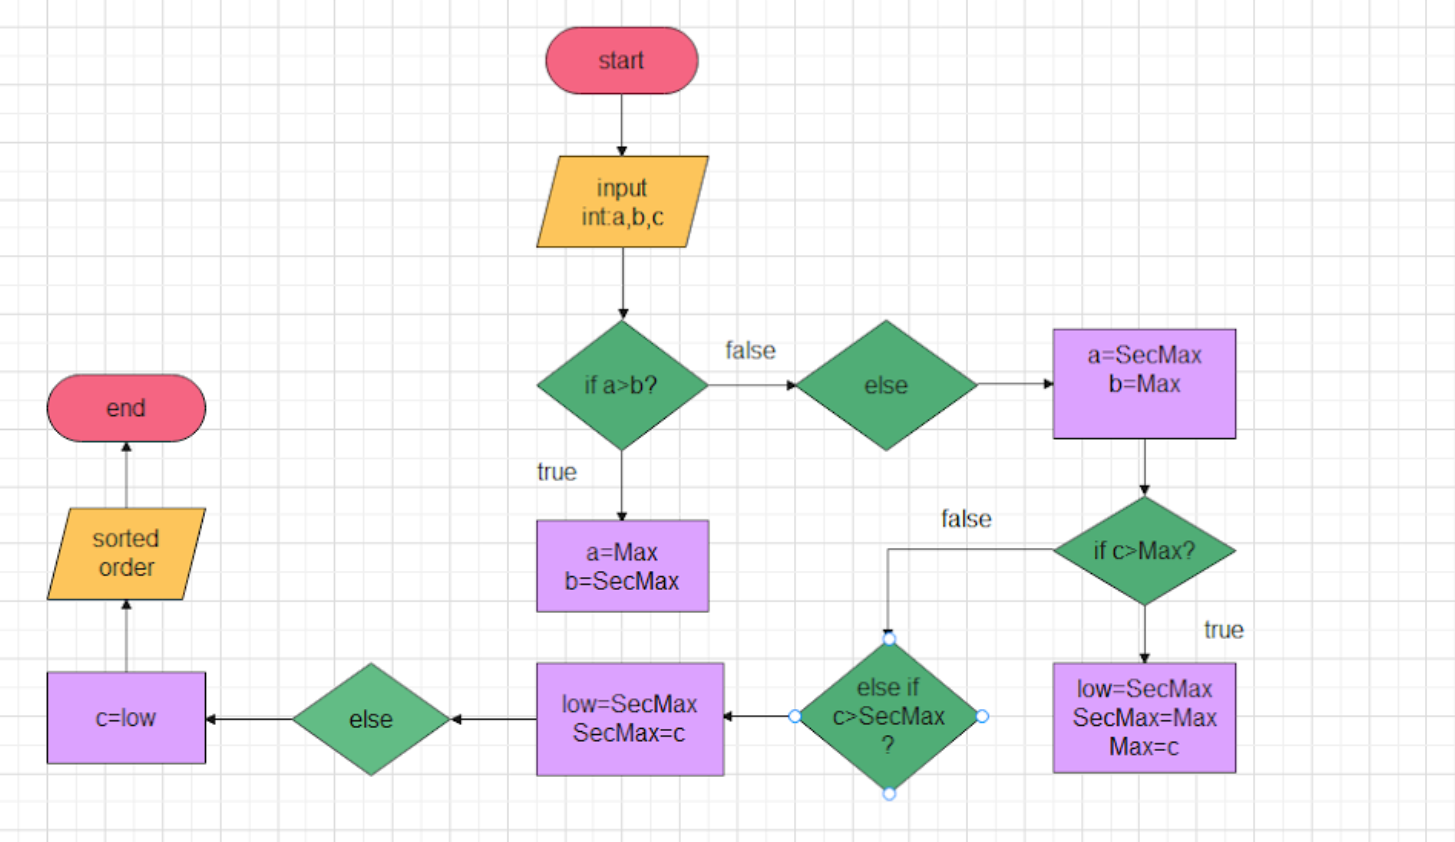 start
input
int:a,b,c
if a>b?
false
else
a=SecMax
b=Max
true
a=Max
b=SecMax
if c>Max?
false
true
low=SecMax
SecMax=Max
Max=c
else if
c>SecMax
?
low=SecMax
SecMax=c
else
c=low
sorted
order
end